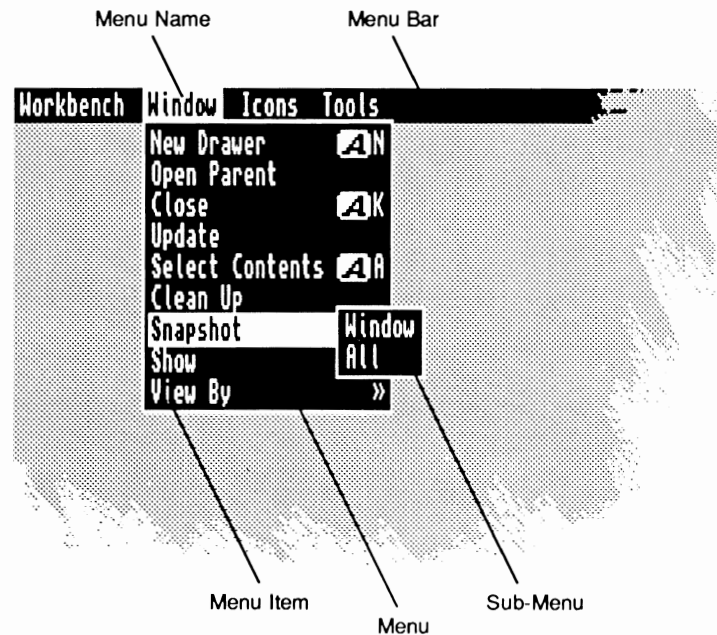 Menu Name Menu Bar
Workbench Window Icons Tools
New Drawer A N
Open Parent
Close A K
Update
Select Contents A A
Clean Up
Snapshot Window
Show All
View By »
Menu Item Sub-Menu
Menu